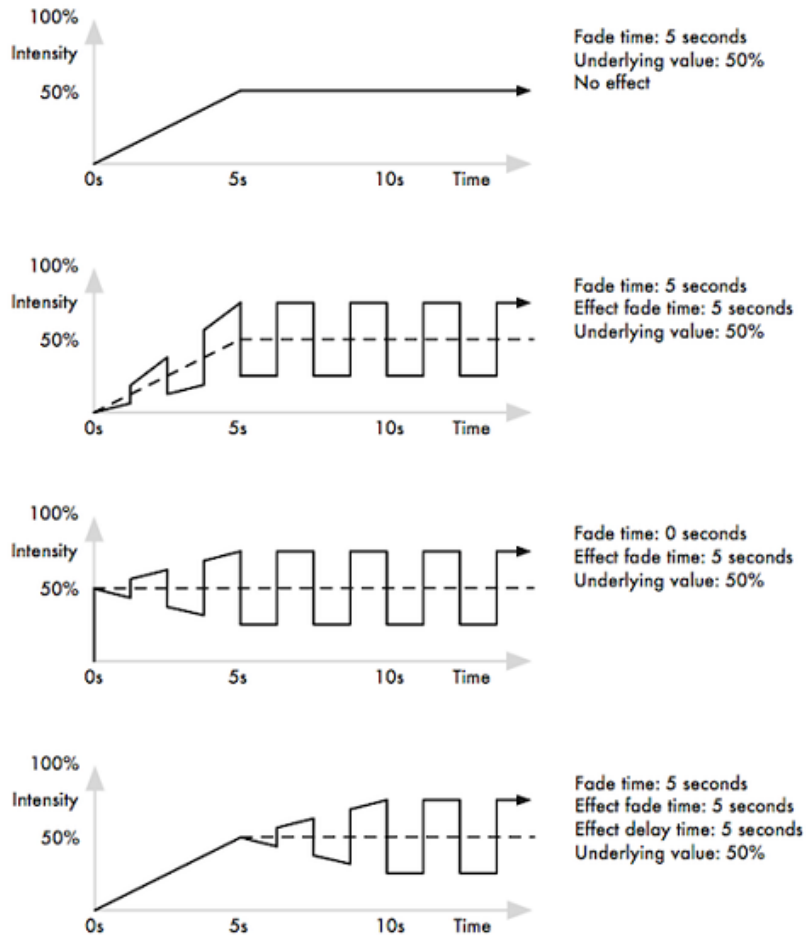 100%
Intensity
50%
0s 5s 10s Time
Fade time: 5 seconds
Underlying value: 50%
No effect
100%
Intensity
50%
0s 5s 10s Time
Fade time: 5 seconds
Effect fade time: 5 seconds
Underlying value: 50%
100%
Intensity
50%
0s 5s 10s Time
Fade time: 0 seconds
Effect fade time: 5 seconds
Underlying value: 50%
100%
Intensity
50%
0s 5s 10s Time
Fade time: 5 seconds
Effect fade time: 5 seconds
Effect delay time: 5 seconds
Underlying value: 50%